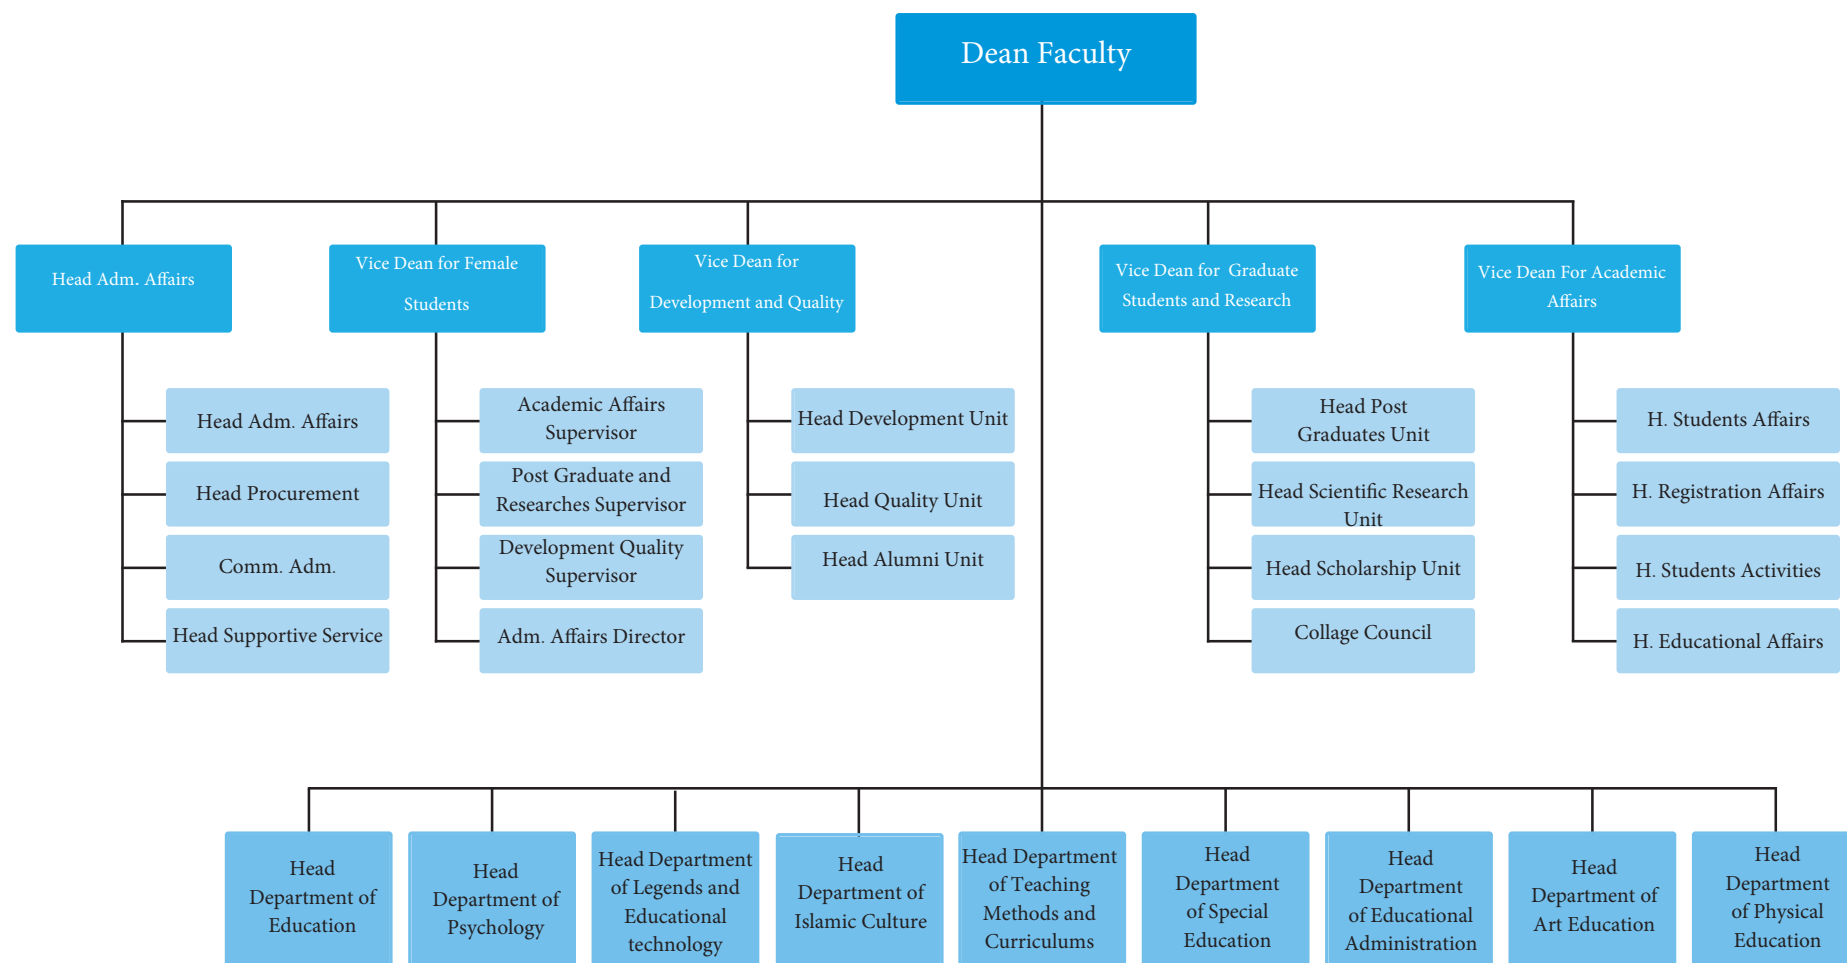 Dean Faculty
Head Adm. Affairs
Vice Dean for Female
Students
Vice Dean for
Development and Quality
Vice Dean for Graduate
Students and Research
Vice Dean For Academic
Affairs
Head Adm. Affairs
Head Procurement
Comm. Adm.
Head Supportive Service
Academic Affairs
Supervisor
Post Graduate and
Researches Supervisor
Development Quality
Supervisor
Adm. Affairs Director
Head Development Unit
Head Quality Unit
Head Alumni Unit
Head Post
Graduates Unit
Head Scientific Research
Unit
Head Scholarship Unit
Collage Council
H. Students Affairs
H. Registration Affairs
H. Students Activities
H. Educational Affairs
Head
Department of
Education
Head
Department of
Psychology
Head Department
of Legends and
Educational
technology
Head
Department of
Islamic Culture
Head Department
of Teaching
Methods and
Curriculums
Head
Department
of Special
Education
Head
Department
of Educational
Administration
Head
Department of
Art Education
Head
Department
of Physical
Education